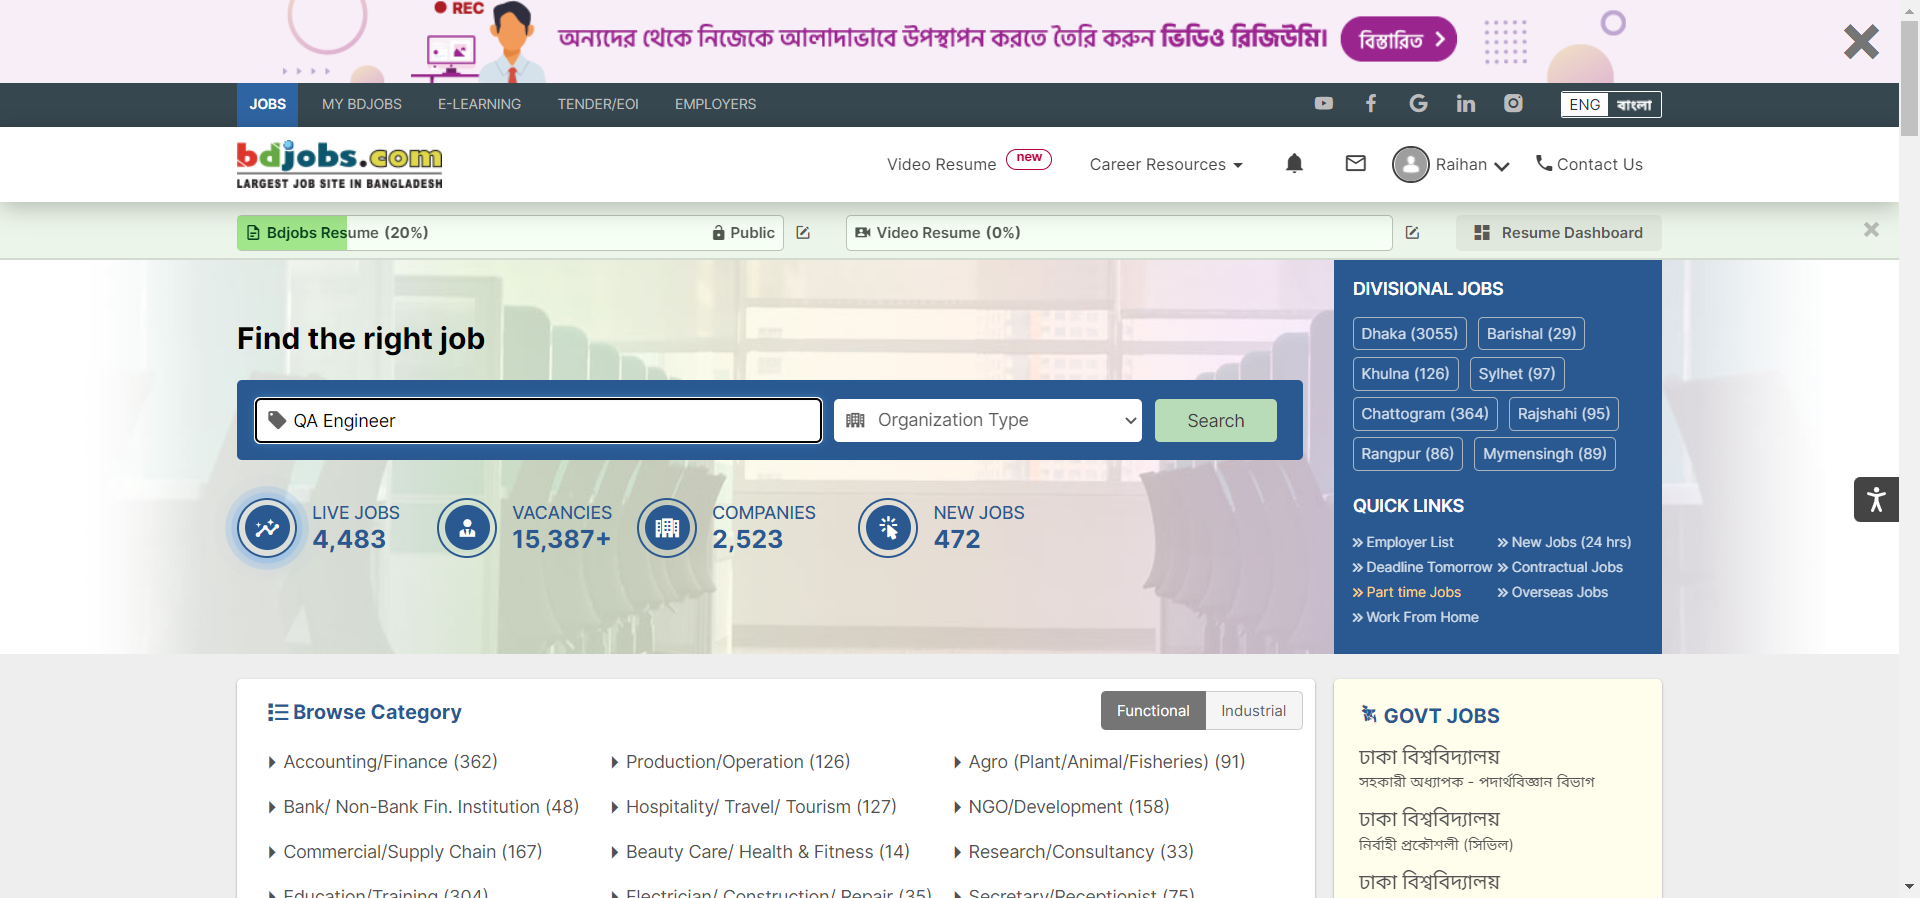 REC
অন্যদের থেকে নিজেকে আলাদাভাবে উপস্থাপন করতে তৈরি করুন ভিডিও রিজিউমি।
বিস্তারিত
JOBS MY BDJOBS E-LEARNING TENDER/EOI EMPLOYERS
ENG বাংলা
bdjobs.com
LARGEST JOB SITE IN BANGLADESH
Video Resume new Career Resources Raihan Contact Us
Bdjobs Resume (20%) Public Video Resume (0%) Resume Dashboard
Find the right job
QA Engineer Organization Type Search
LIVE JOBS
4,483
VACANCIES
15,387+
COMPANIES
2,523
NEW JOBS
472
DIVISIONAL JOBS
Dhaka (3055) Barishal (29)
Khulna (126) Sylhet (97)
Chattogram (364) Rajshahi (95)
Rangpur (86) Mymensingh (89)
QUICK LINKS
Employer List New Jobs (24 hrs)
Deadline Tomorrow Contractual Jobs
Part time Jobs Overseas Jobs
Work From Home
Browse Category Functional Industrial
Accounting/Finance (362) Production/Operation (126) Agro (Plant/Animal/Fisheries) (91)
Bank/ Non-Bank Fin. Institution (48) Hospitality/ Travel/ Tourism (127) NGO/Development (158)
Commercial/Supply Chain (167) Beauty Care/ Health & Fitness (14) Research/Consultancy (33)
Education/Training (304) Electrician/ Construction/ Repair (35) Secretary/Receptionist (75)
GOVT JOBS
ঢাকা বিশ্ববিদ্যালয়
সহকারী অধ্যাপক - পদার্থবিজ্ঞান বিভাগ
ঢাকা বিশ্ববিদ্যালয়
নির্বাহী প্রকৌশলী (সিভিল)
ঢাকা বিশ্ববিদ্যালয়